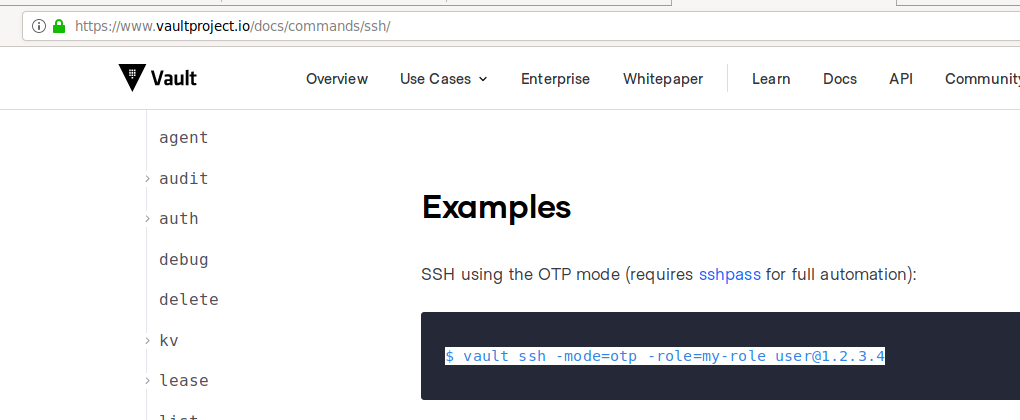 https://www.vaultproject.io/docs/commands/ssh/
Vault Overview Use Cases Enterprise Whitepaper Learn Docs API Community
agent
audit
auth
debug
delete
kv
lease
list
Examples
SSH using the OTP mode (requires sshpass for full automation):
$ vault ssh -mode=otp -role=my-role user@1.2.3.4